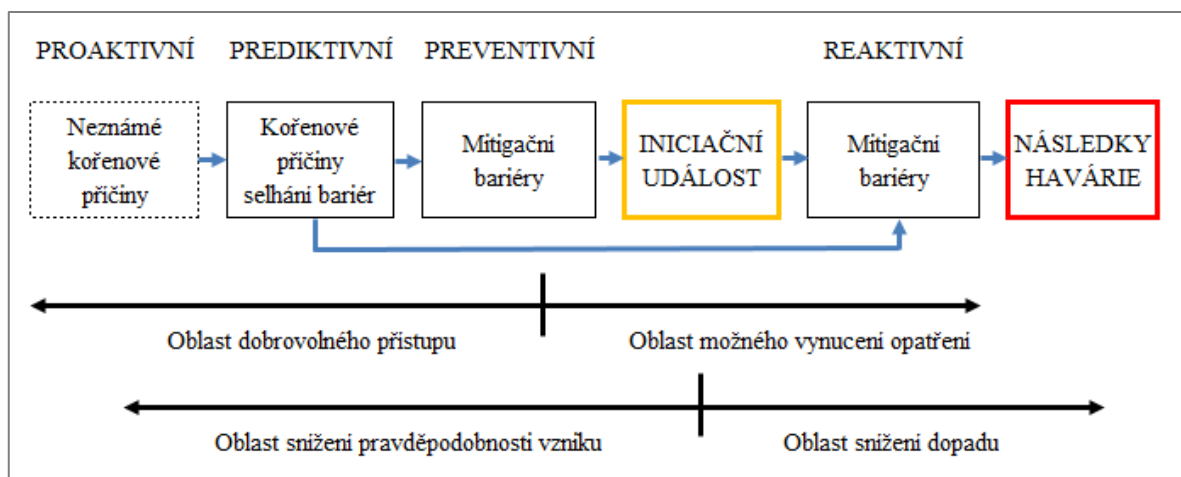 PROAKTIVNÍ PREDIKTIVNÍ PREVENTIVNÍ REAKTIVNÍ
Neznámé
kořenové
příčiny
Kořenové
příčiny
selhání bariér
Mitigační
bariéry
INICIAČNÍ
UDÁLOST
Mitigační
bariéry
NÁSLEDKY
HAVÁRIE
Oblast dobrovolného přístupu
Oblast možného vynucení opatření
Oblast snížení pravděpodobnosti vzniku
Oblast snížení dopadu